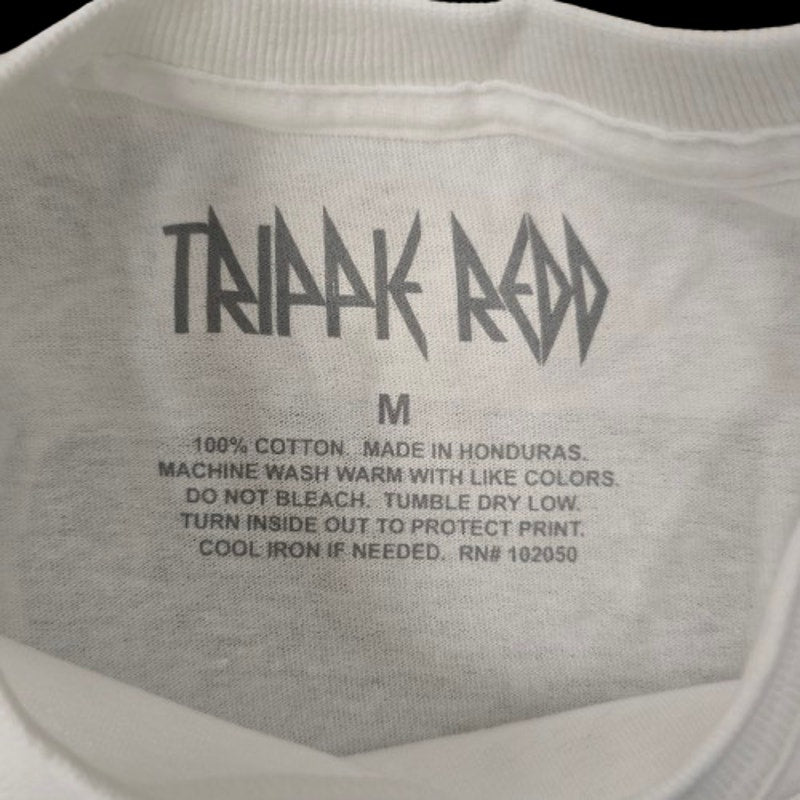 TRIPPIE REDD
M
100% COTTON. MADE IN HONDURAS.
MACHINE WASH WARM WITH LIKE COLORS.
DO NOT BLEACH. TUMBLE DRY LOW.
TURN INSIDE OUT TO PROTECT PRINT.
COOL IRON IF NEEDED. RN# 102050